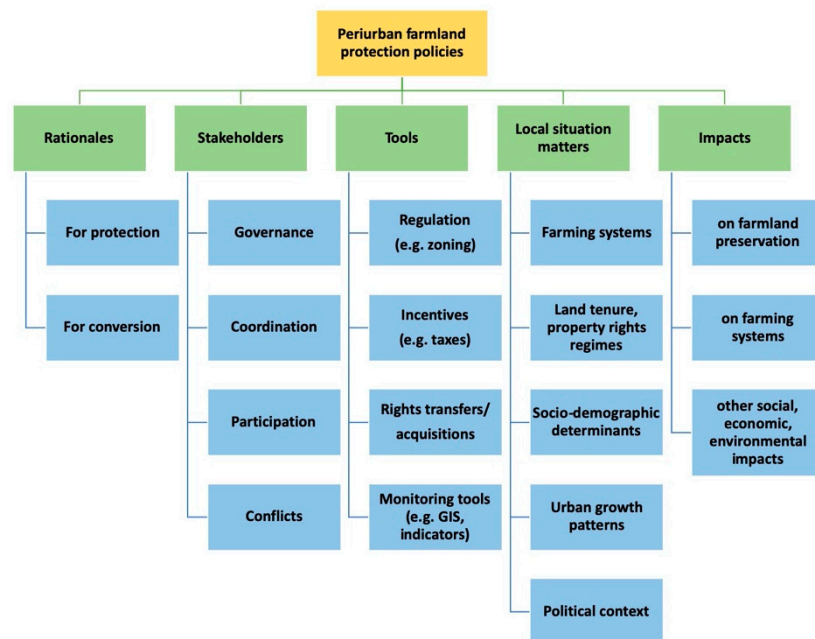 Periurban farmland
protection policies
Rationales
Stakeholders
Tools
Local situation
matters
Impacts
For protection
For conversion
Governance
Coordination
Participation
Conflicts
Regulation
(e.g. zoning)
Incentives
(e.g. taxes)
Rights transfers/
acquisitions
Monitoring tools
(e.g. GIS,
indicators)
Farming systems
Land tenure,
property rights
regimes
Socio-demographic
determinants
Urban growth
patterns
Political context
on farmland
preservation
on farming
systems
other social,
economic,
environmental
impacts